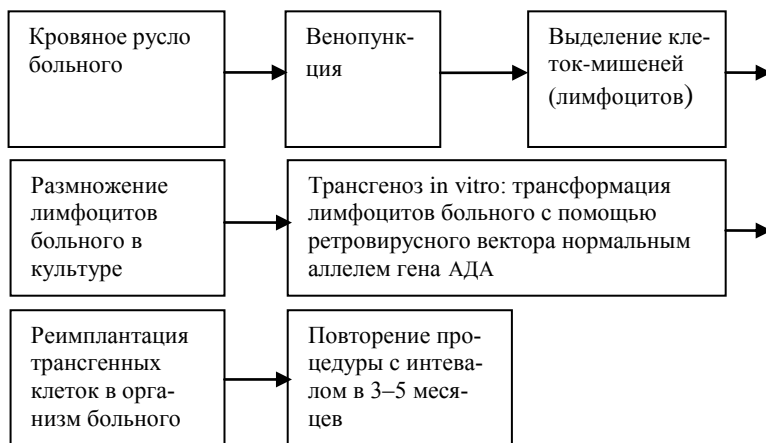 Кровяное русло
больного
Венопунк-
ция
Выделение кле-
ток-мишеней
(лимфоцитов)
Размножение
лимфоцитов
больного в
культуре
Трансгеноз in vitro: трансформация
лимфоцитов больного с помощью
ретровирусного вектора нормальным
аллелем гена АДА
Реимплантация
трансгенных
клеток в орга-
низм больного
Повторение про-
цедуры с интева-
лом в 3–5 меся-
цев